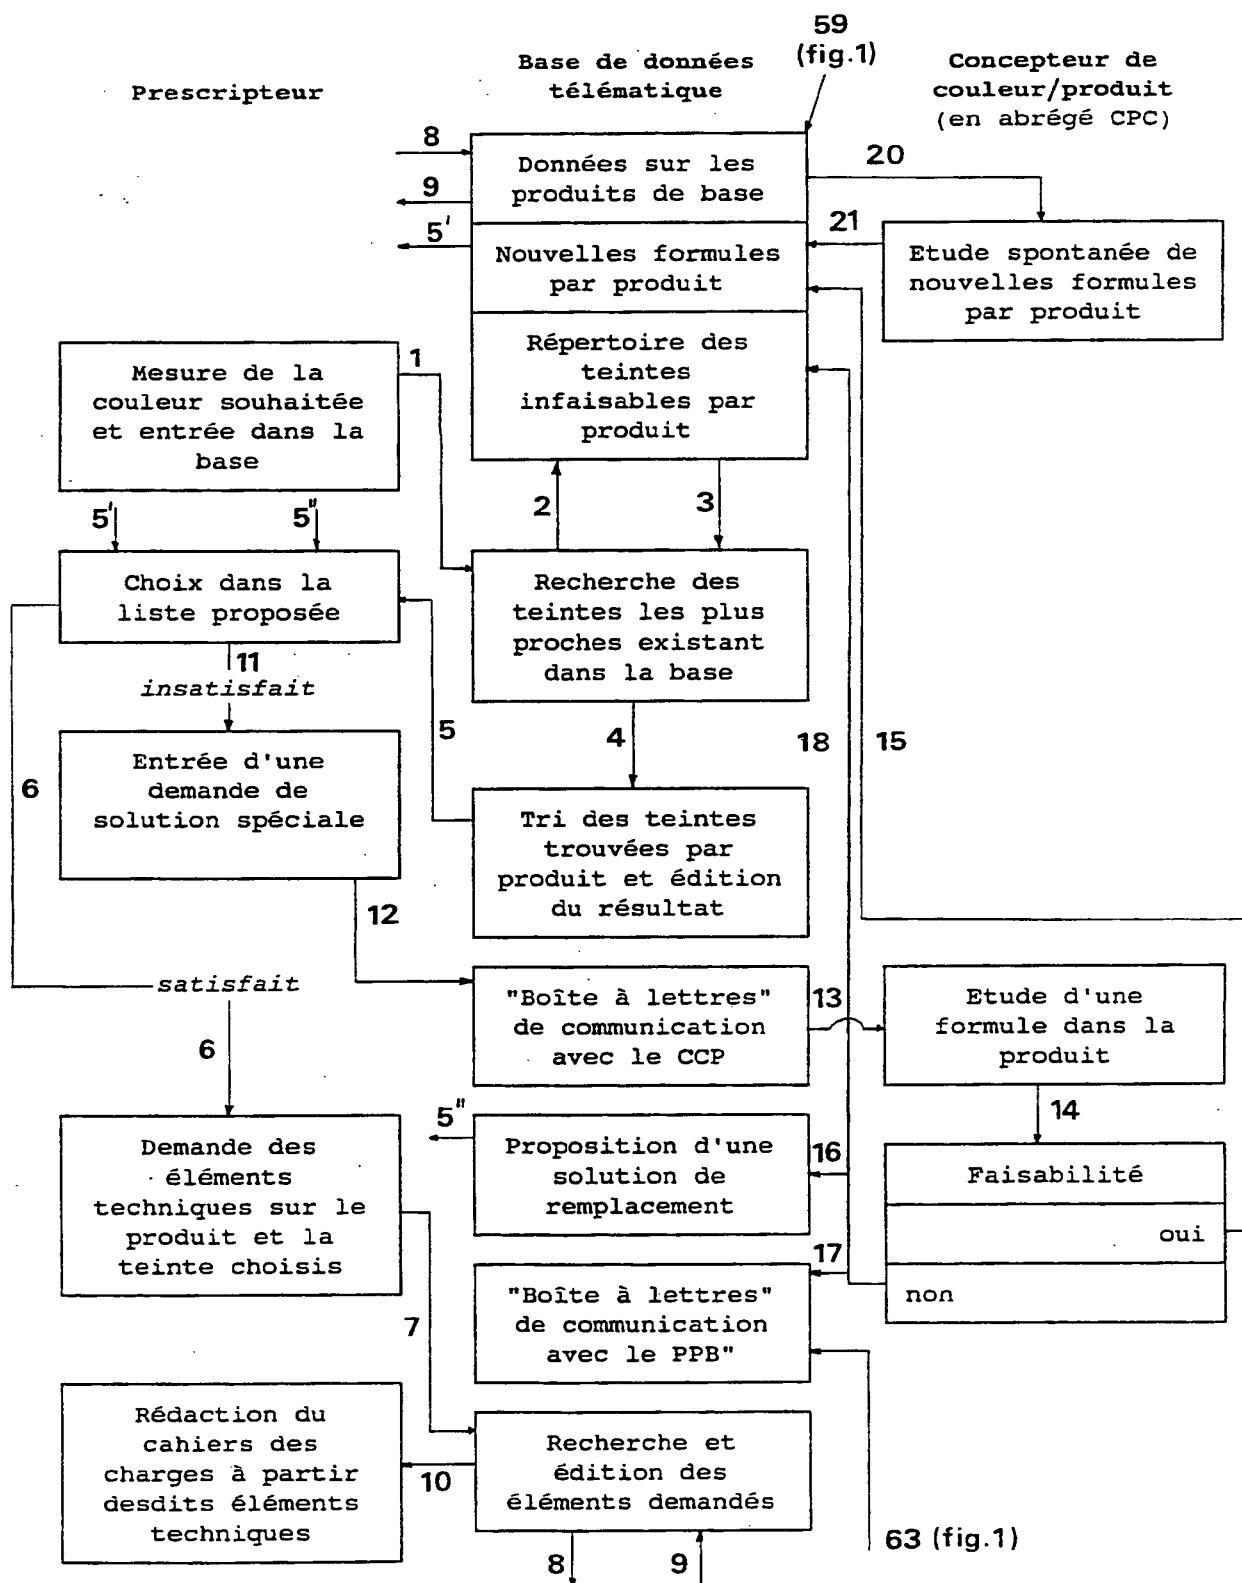 59
(fig.1)
Prescripteur
Base de données
télématique
Concepteur de
couleur/produit
(en abrégé CPC)
8
9
5'
Données sur les
produits de base
20
21
Nouvelles formules
par produit
Etude spontanée de
nouvelles formules
par produit
Répertoire des
teintes
infaisables par
produit
1
Mesure de la
couleur souhaitée
et entrée dans la
base
2
3
5'
5"
Choix dans la
liste proposée
Recherche des
teintes les plus
proches existant
dans la base
11
insatisfait
5
4
18
15
6
Entrée d'une
demande de
solution spéciale
Tri des teintes
trouvées par
produit et édition
du résultat
12
satisfait
"Boîte à lettres"
de communication
avec le CCP
13
Etude d'une
formule dans la
produit
6
14
5"
Demande des
éléments
techniques sur le
produit et la
teinte choisis
Proposition d'une
solution de
remplacement
16
Faisabilité
oui
non
17
7
"Boîte à lettres"
de communication
avec le PPB"
Rédaction du
cahiers des
charges à partir
desdits éléments
techniques
10
Recherche et
édition des
éléments demandés
63 (fig.1)
8
9